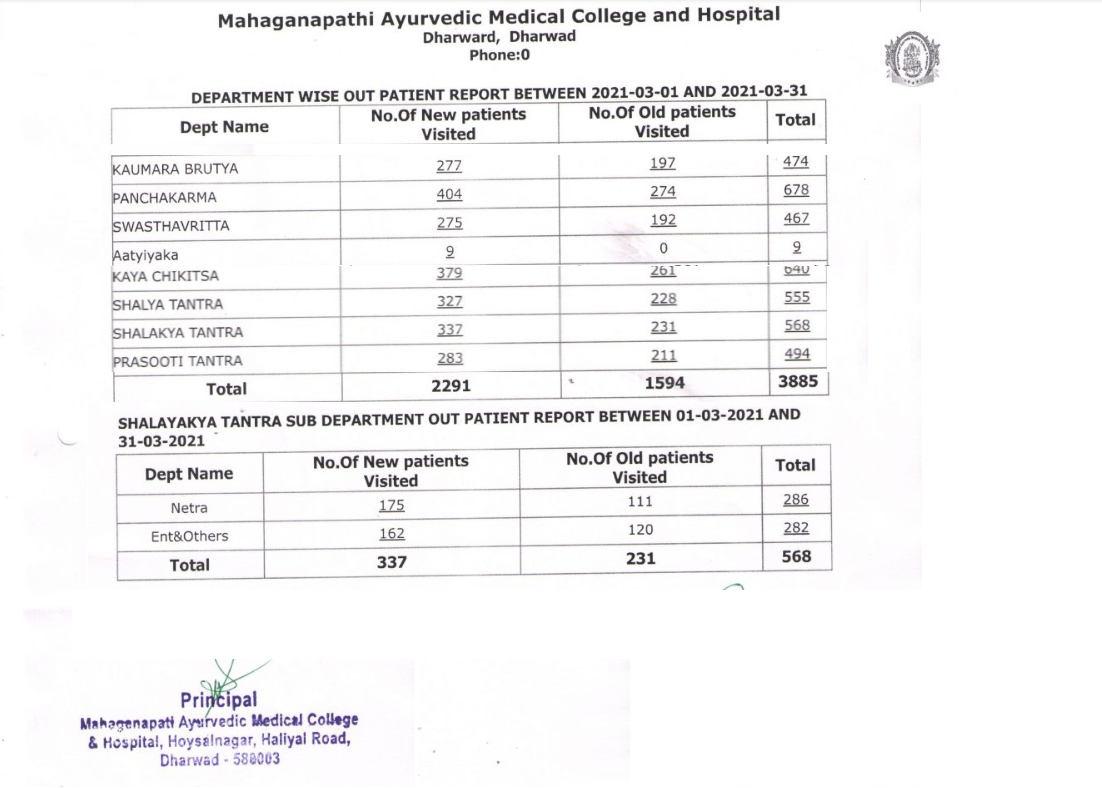 Mahaganapathi Ayurvedic Medical College and Hospital
Dharward, Dharwad
Phone:0
DEPARTMENT WISE OUT PATIENT REPORT BETWEEN 2021-03-01 AND 2021-03-31
Dept Name No.Of New patients Visited No.Of Old patients Visited Total
KAUMARA BRUTYA 277 197 474
PANCHAKARMA 404 274 678
SWASTHAVRITTA 275 192 467
Aatyiyaka 9 0 9
KAYA CHIKITSA 379 261 640
SHALYA TANTRA 327 228 555
SHALAKYA TANTRA 337 231 568
PRASOOTI TANTRA 283 211 494
Total 2291 1594 3885
SHALAYAKYA TANTRA SUB DEPARTMENT OUT PATIENT REPORT BETWEEN 01-03-2021 AND
31-03-2021
Dept Name No.Of New patients Visited No.Of Old patients Visited Total
Netra 175 111 286
Ent&Others 162 120 282
Total 337 231 568
Principal
Mahagenapati Ayurvedic Medical College
& Hospital, Hoysalnagar, Haliyal Road,
Dharwad - 580003